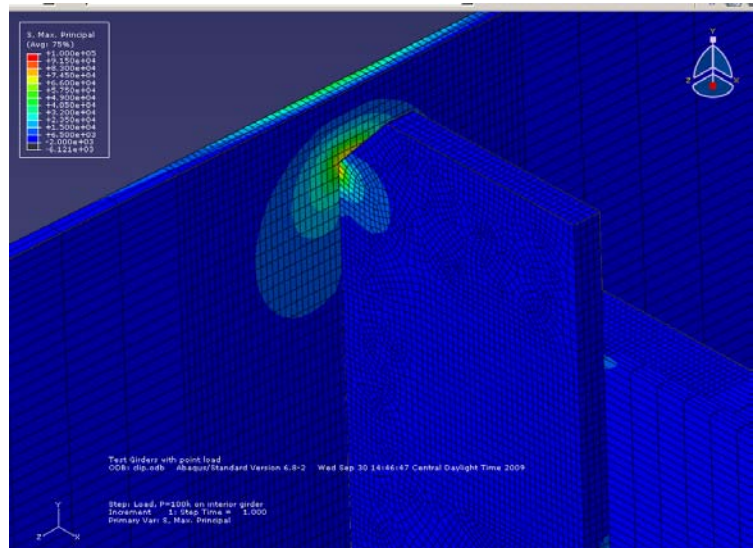 S, Max. Principal
(Avg: 75%)
+1.000e+05
+9.150e+04
+8.300e+04
+7.450e+04
+6.600e+04
+5.750e+04
+4.900e+04
+4.050e+04
+3.200e+04
+2.350e+04
+1.500e+04
+6.500e+03
-2.000e+03
-6.121e+03
Y
Z
X
Test Girders with point load
ODB: clip.odb Abaqus/Standard Version 6.8-2 Wed Sep 30 14:46:47 Central Daylight Time 2009
Step: Load, P=100k on interior girder
Increment 1: Step Time = 1.000
Primary Var: S, Max. Principal
Y
Z
X